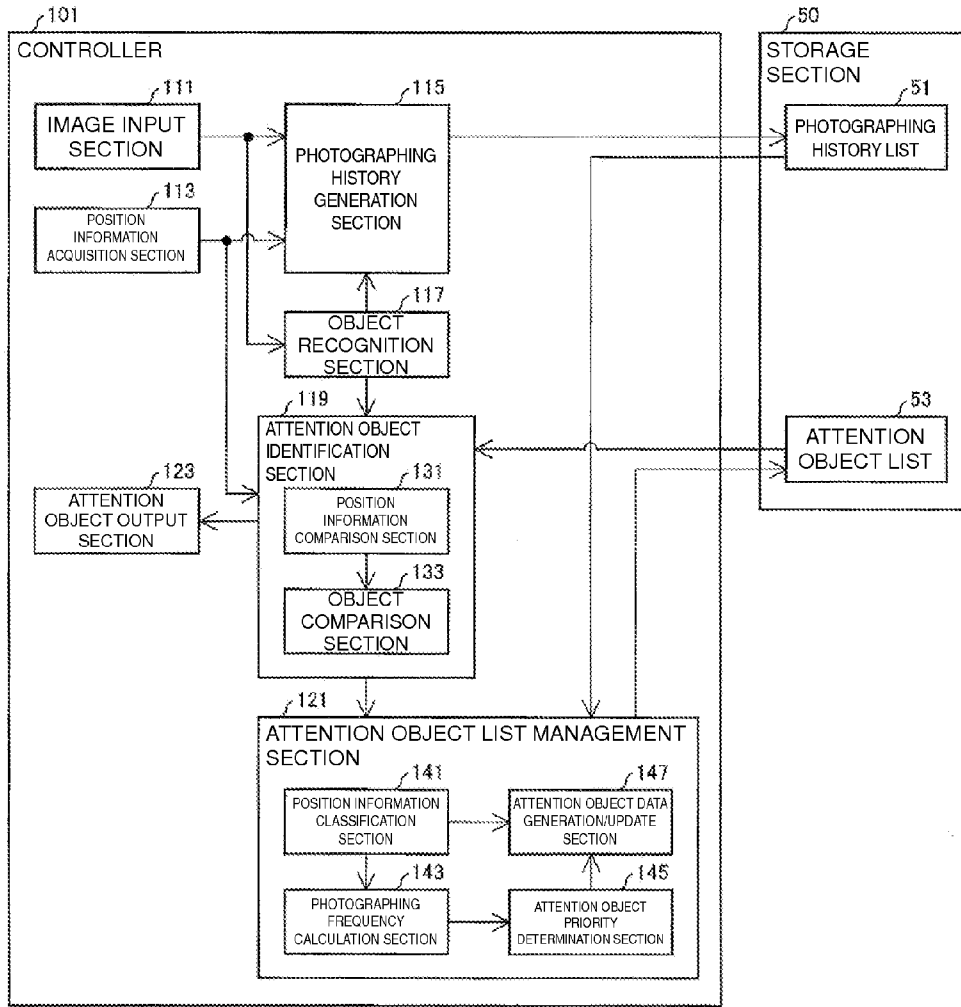 101
CONTROLLER
50
STORAGE
SECTION
111
IMAGE INPUT
SECTION
115
PHOTOGRAPHING
HISTORY
GENERATION
SECTION
51
PHOTOGRAPHING
HISTORY LIST
113
POSITION
INFORMATION
ACQUISITION SECTION
117
OBJECT
RECOGNITION
SECTION
119
ATTENTION OBJECT
IDENTIFICATION
SECTION
53
ATTENTION
OBJECT LIST
123
ATTENTION
OBJECT OUTPUT
SECTION
131
POSITION
INFORMATION
COMPARISON SECTION
133
OBJECT
COMPARISON
SECTION
121
ATTENTION OBJECT LIST MANAGEMENT
SECTION
141
POSITION INFORMATION
CLASSIFICATION
SECTION
147
ATTENTION OBJECT DATA
GENERATION/UPDATE
SECTION
143
PHOTOGRAPHING
FREQUENCY
CALCULATION SECTION
145
ATTENTION OBJECT
PRIORITY
DETERMINATION SECTION